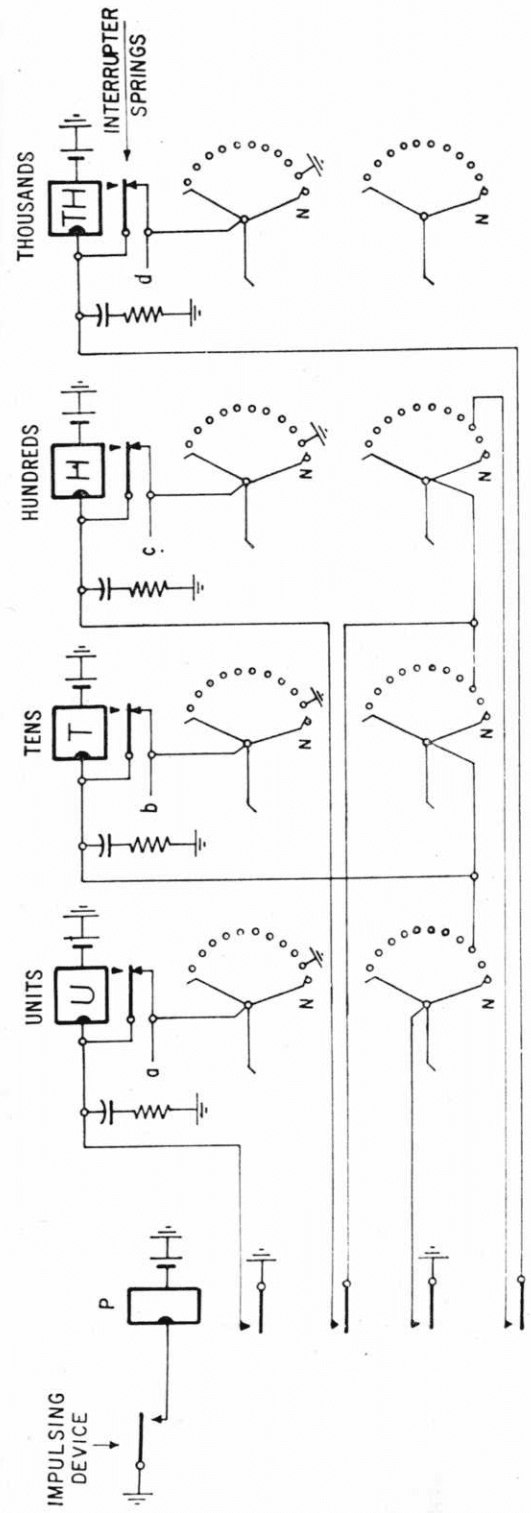 IMPULSING
DEVICE
P
UNITS
U
a
N
N
TENS
T
b
N
N
HUNDREDS
H
c
N
N
THOUSANDS
TH
INTERRUPTER
SPRINGS
d
N
N